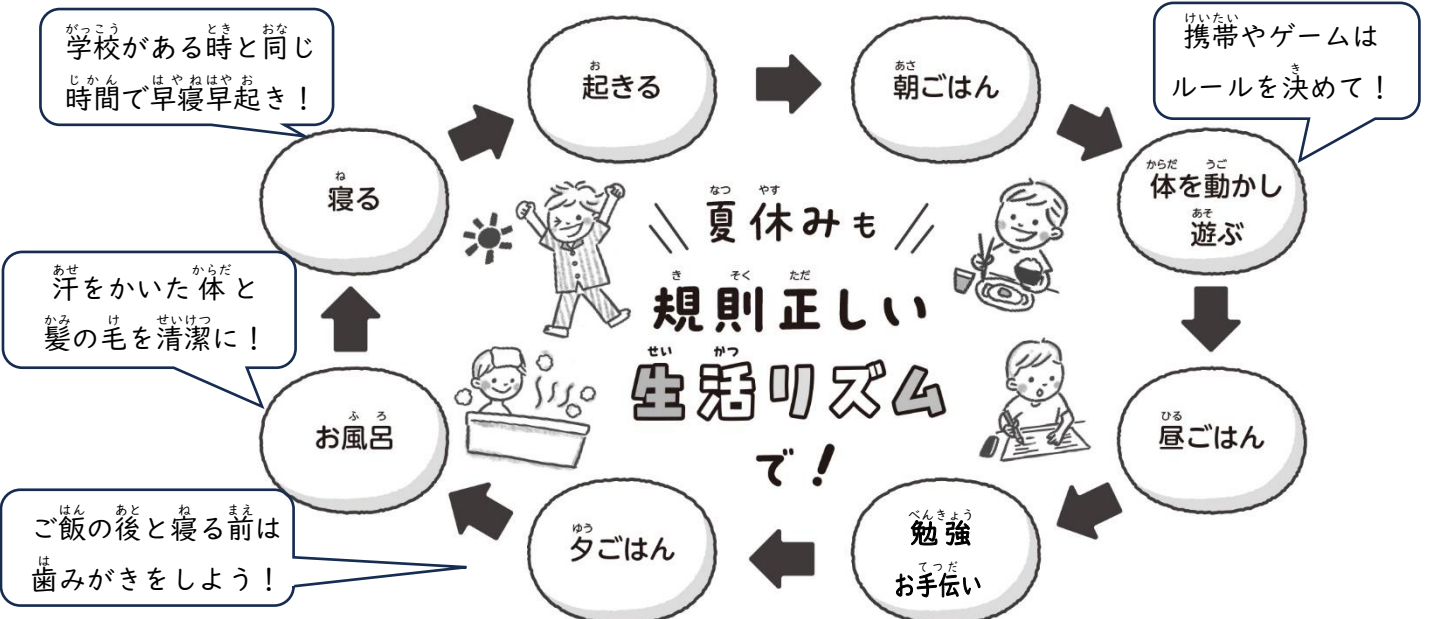 学校がある時と同じ
時間で早寝早起き！
起きる
朝ごはん
携帯やゲームは
ルールを決めて！
寝る
体を動かし
遊ぶ
夏休みも
規則正しい
生活リズム
で！
汗をかいた体と
髪の毛を清潔に！
お風呂
昼ごはん
ご飯の後と寝る前は
歯みがきをしよう！
夕ごはん
勉強
お手伝い